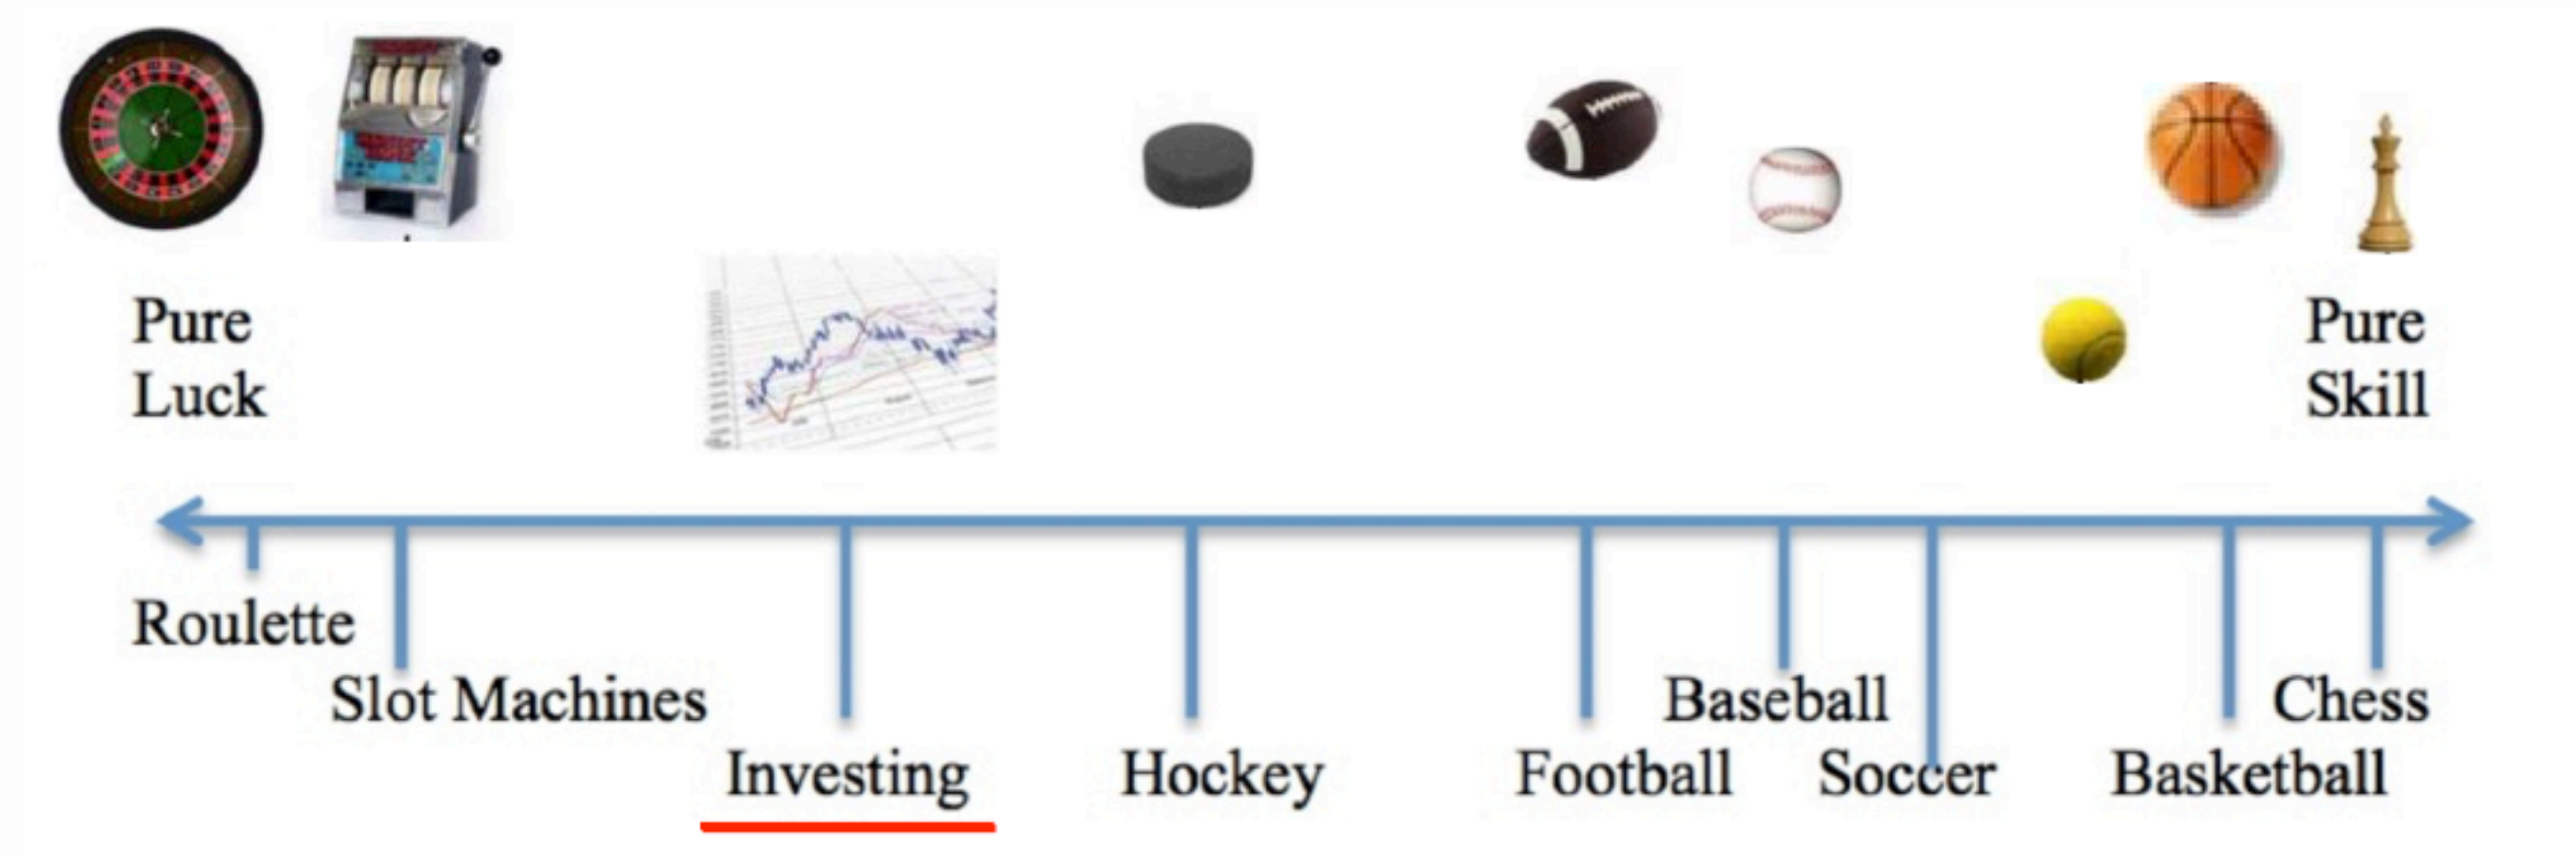 Pure
Luck
Pure
Skill
Roulette
Slot Machines
Investing
Hockey
Football
Baseball
Soccer
Basketball
Chess